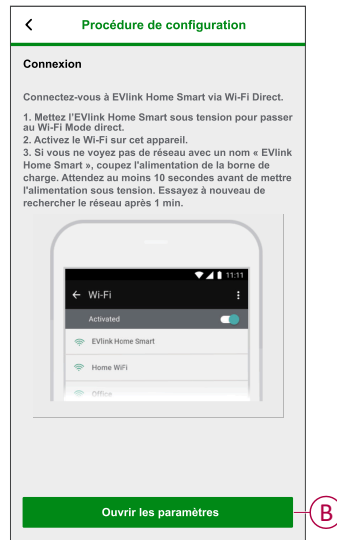 Procédure de configuration
Connexion
Connectez-vous à EVlink Home Smart via Wi-Fi Direct.
1. Mettez l'EVlink Home Smart sous tension pour passer
au Wi-Fi Mode direct.
2. Activez le Wi-Fi sur cet appareil.
3. Si vous ne voyez pas de réseau avec un nom « EVlink
Home Smart », coupez l'alimentation de la borne de
charge. Attendez au moins 10 secondes avant de mettre
l'alimentation sous tension. Essayez à nouveau de
rechercher le réseau après 1 min.
11:11
Wi-Fi
Activated
EVlink Home Smart
Home WiFi
Office
Ouvrir les paramètres
B